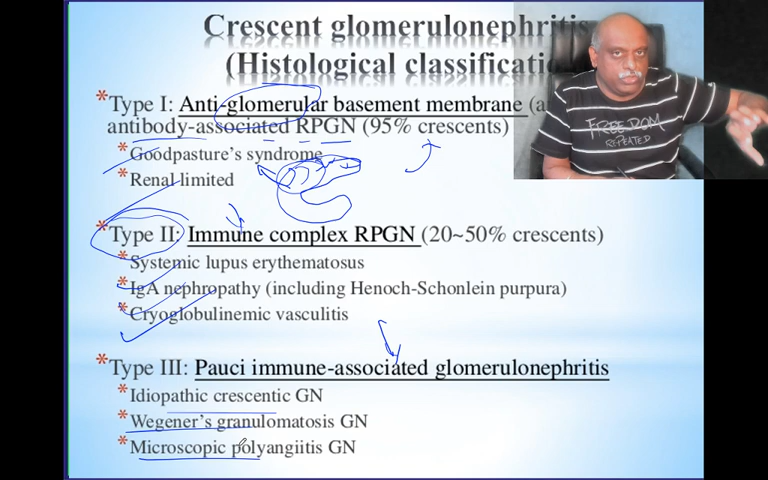 Crescent glomerulonephritis
(Histological classificatio
*Type I: Anti-glomerular basement membrane (a
antibody-associated RPGN (95% crescents)
*Goodpasture's syndrome
*Renal limited
*Type II: Immune complex RPGN (20~50% crescents)
*Systemic lupus erythematosus
*IgA nephropathy (including Henoch-Schonlein purpura)
*Cryoglobulinemic vasculitis
*Type III: Pauci immune-associated glomerulonephritis
*Idiopathic crescentic GN
*Wegener's granulomatosis GN
*Microscopic polyangiitis GN
FREEDOM
REPEATED